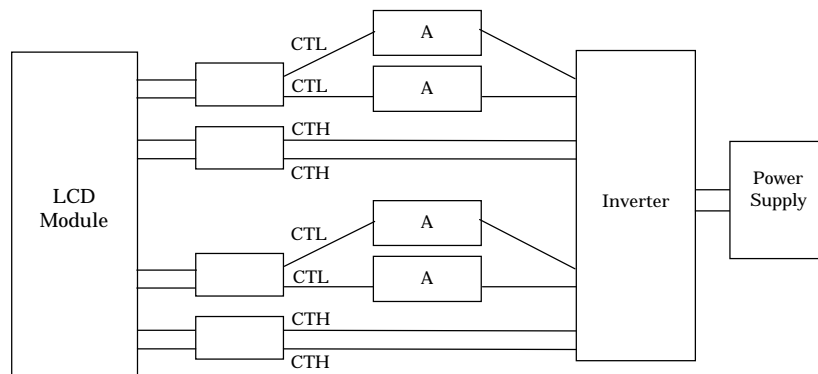 CTL
A
CTL
A
CTH
CTH
LCD
Module
Inverter
Power
Supply
CTL
A
CTL
A
CTH
CTH